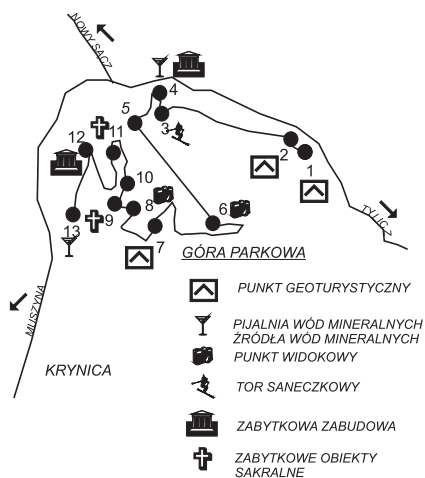 NOWY SĄCZ
4
5
3
12
11
2
1
10
TYLICZ
6
8
9
13
7
GÓRA PARKOWA
PUNKT GEOTURYSTYCZNY
MUSZYNA
PIJALNIA WÓD MINERALNYCH
ŹRÓDŁA WÓD MINERALNYCH
PUNKT WIDOKOWY
KRYNICA
TOR SANECZKOWY
ZABYTKOWA ZABUDOWA
ZABYTKOWE OBIEKTY
SAKRALNE